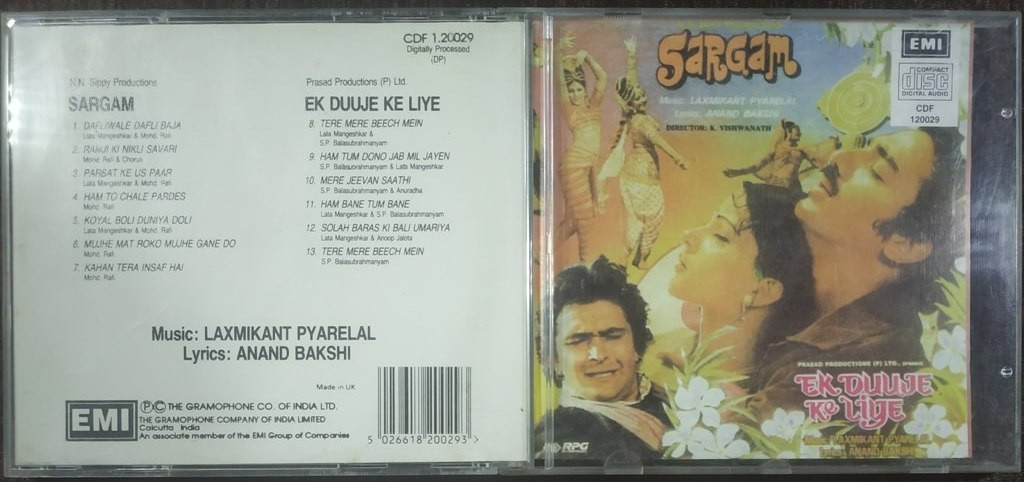 CDF 1.20029
Digitally Processed
(DP)
N.N. Sippy Productions
SARGAM
1. DAFLIWALE DAFLI BAJA
Lata Mangeshkar & Mohd. Rafi
2. RAMJI KI NIKLI SAVARI
Mohd. Rafi & Chorus
3. PARBAT KE US PAAR
Lata Mangeshkar & Mohd. Rafi
4. HAM TO CHALE PARDES
Mohd. Rafi
5. KOYAL BOLI DUNIYA DOLI
Lata Mangeshkar & Mohd. Rafi
6. MUJHE MAT ROKO MUJHE GANE DO
Mohd. Rafi
7. KAHAN TERA INSAF HAI
Mohd. Rafi
Prasad Productions (P) Ltd.
EK DUUJE KE LIYE
8. TERE MERE BEECH MEIN
Lata Mangeshkar &
S.P. Balasubrahmanyam
9. HAM TUM DONO JAB MIL JAYEN
S.P. Balasubrahmanyam & Lata Mangeshkar
10. MERE JEEVAN SAATHI
S.P. Balasubrahmanyam & Anuradha
11. HAM BANE TUM BANE
Lata Mangeshkar & S.P. Balasubrahmanyam
12. SOLAH BARAS KI BALI UMARIYA
Lata Mangeshkar & Anoop Jalota
13. TERE MERE BEECH MEIN
S.P. Balasubrahmanyam
Music: LAXMIKANT PYARELAL
Lyrics: ANAND BAKSHI
Made in UK
EMI
℗© THE GRAMOPHONE CO. OF INDIA LTD.
THE GRAMOPHONE COMPANY OF INDIA LIMITED
Calcutta India
An associate member of the EMI Group of Companies
5 026618 200293 >
SARGAM
Music: LAXMIKANT PYARELAL
Lyrics: ANAND BAKSHI
DIRECTOR: K. VISHWANATH
EMI
COMPACT
disc
DIGITAL AUDIO
CDF
120029
PRASAD PRODUCTIONS (P) LTD., present
EK DUUJE
Ke LIYE
Music: LAXMIKANT PYARELAL
Lyrics: ANAND BAKSHI
RPG